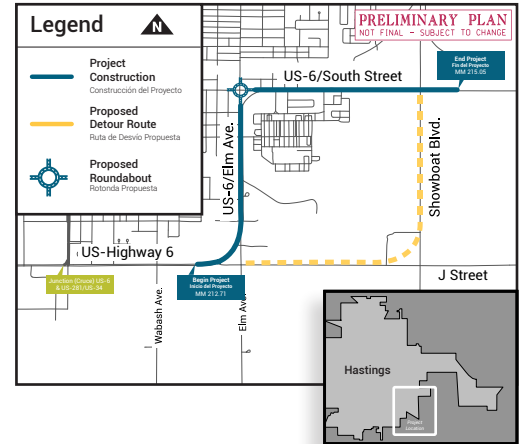 Legend
N
Project
Construction
Construcción del Proyecto
Proposed
Detour Route
Ruta de Desvío Propuesta
Proposed
Roundabout
Rotonda Propuesta
PRELIMINARY PLAN
NOT FINAL – SUBJECT TO CHANGE
End Project
Fin del Proyecto
MM 215.05
US-6/South Street
US-6/Elm Ave.
Showboat Blvd.
US-Highway 6
Junction (Cruce) US-6
& US-281/US-34
Begin Project
Inicio del Proyecto
MM 212.71
J Street
Wabash Ave.
Elm Ave.
Hastings
Project
Location